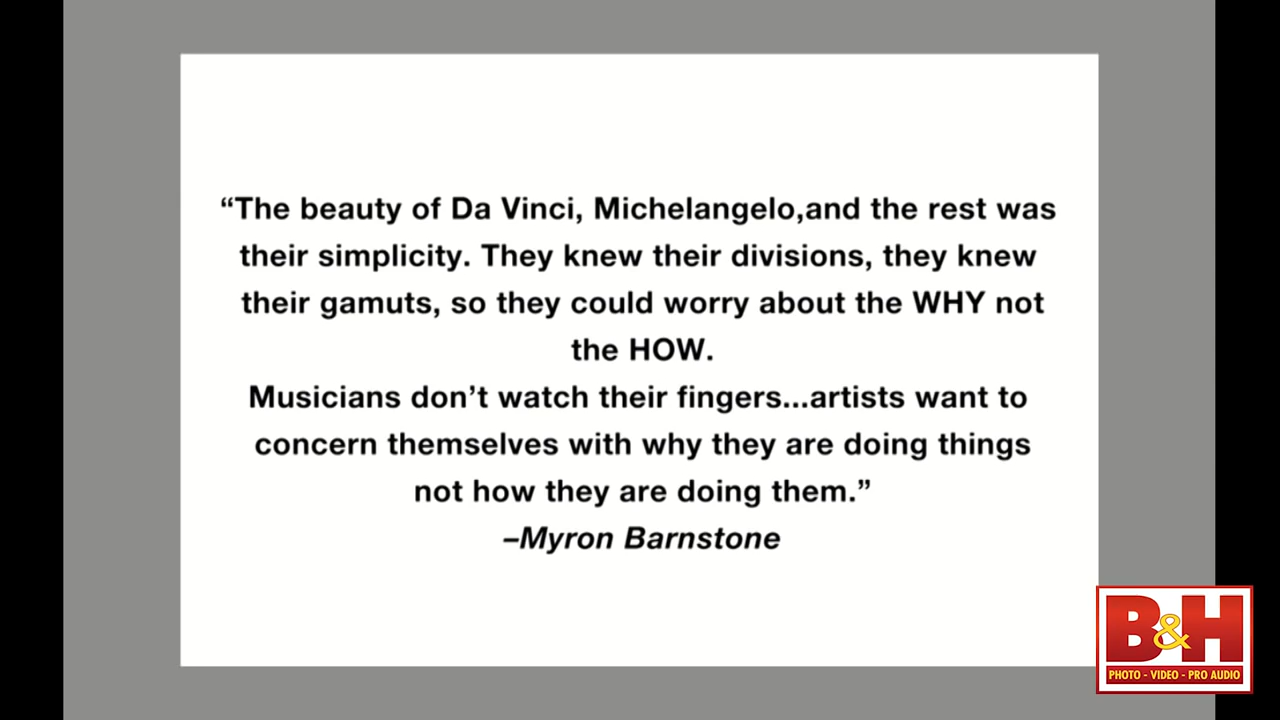 “The beauty of Da Vinci, Michelangelo,and the rest was
their simplicity. They knew their divisions, they knew
their gamuts, so they could worry about the WHY not
the HOW.
Musicians don’t watch their fingers...artists want to
concern themselves with why they are doing things
not how they are doing them.”
–Myron Barnstone
B&H
PHOTO - VIDEO - PRO AUDIO